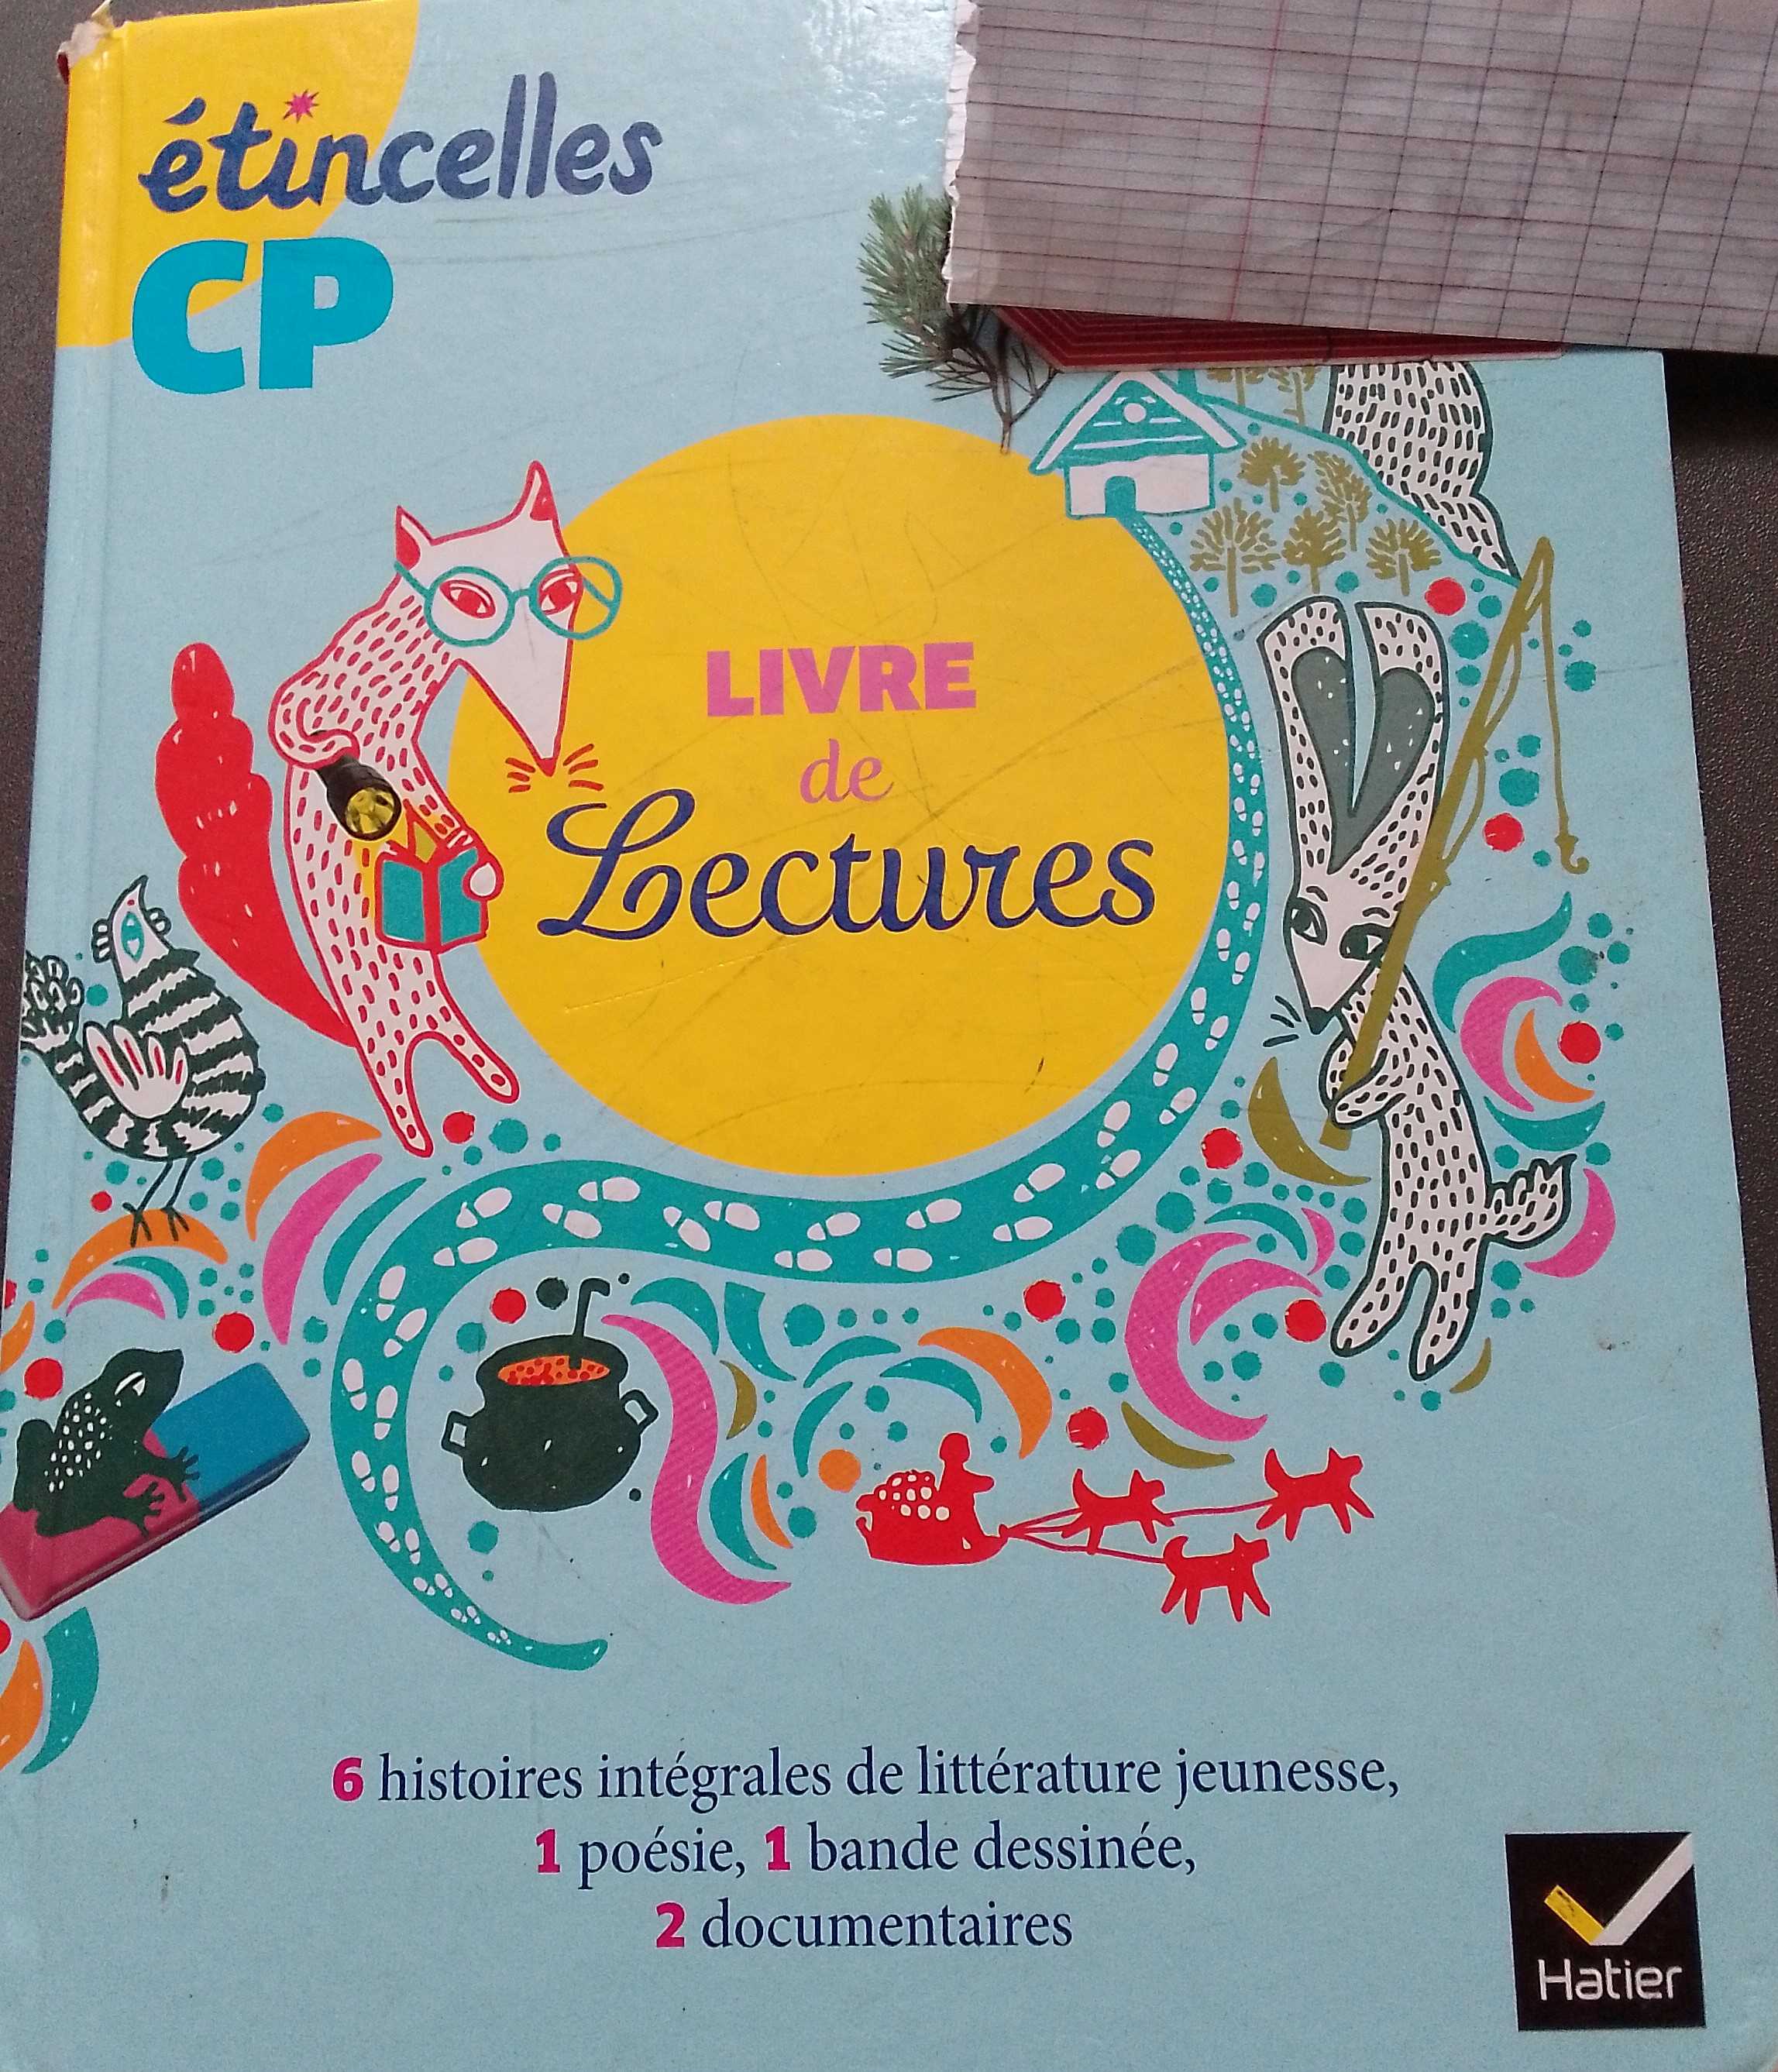 étincelles
CP
LIVRE
de
Lectures
6 histoires intégrales de littérature jeunesse,
1 poésie, 1 bande dessinée,
2 documentaires
Hatier